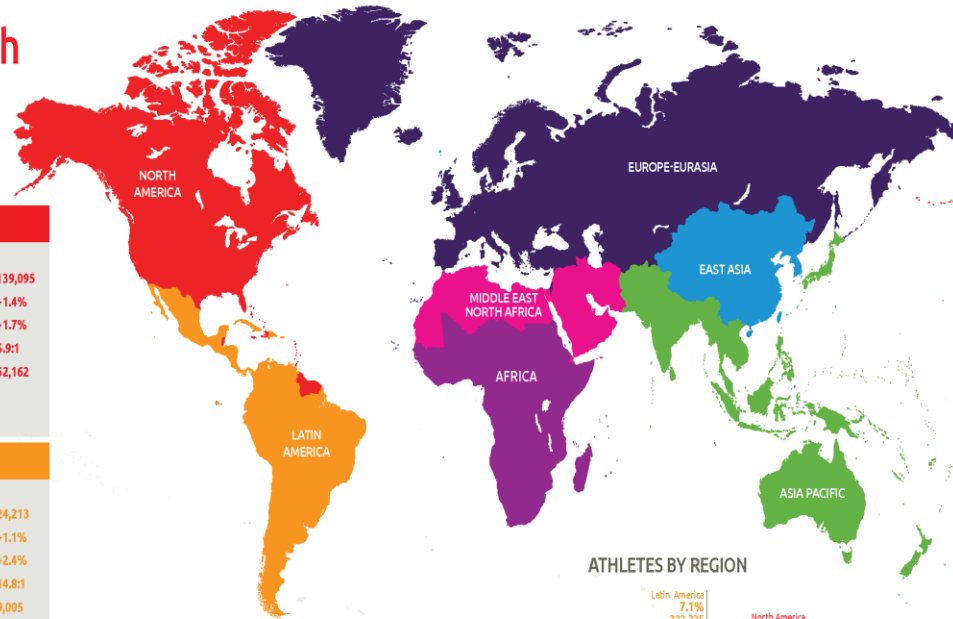 h
NORTH
AMERICA
EUROPE-EURASIA
EAST ASIA
MIDDLE EAST
NORTH AFRICA
AFRICA
LATIN
AMERICA
ASIA PACIFIC
139,095
1.4%
1.7%
5.9:1
52,162
24,213
1.1%
2.4%
14.8:1
9,005
ATHLETES BY REGION
Latin America
7.1%
North America